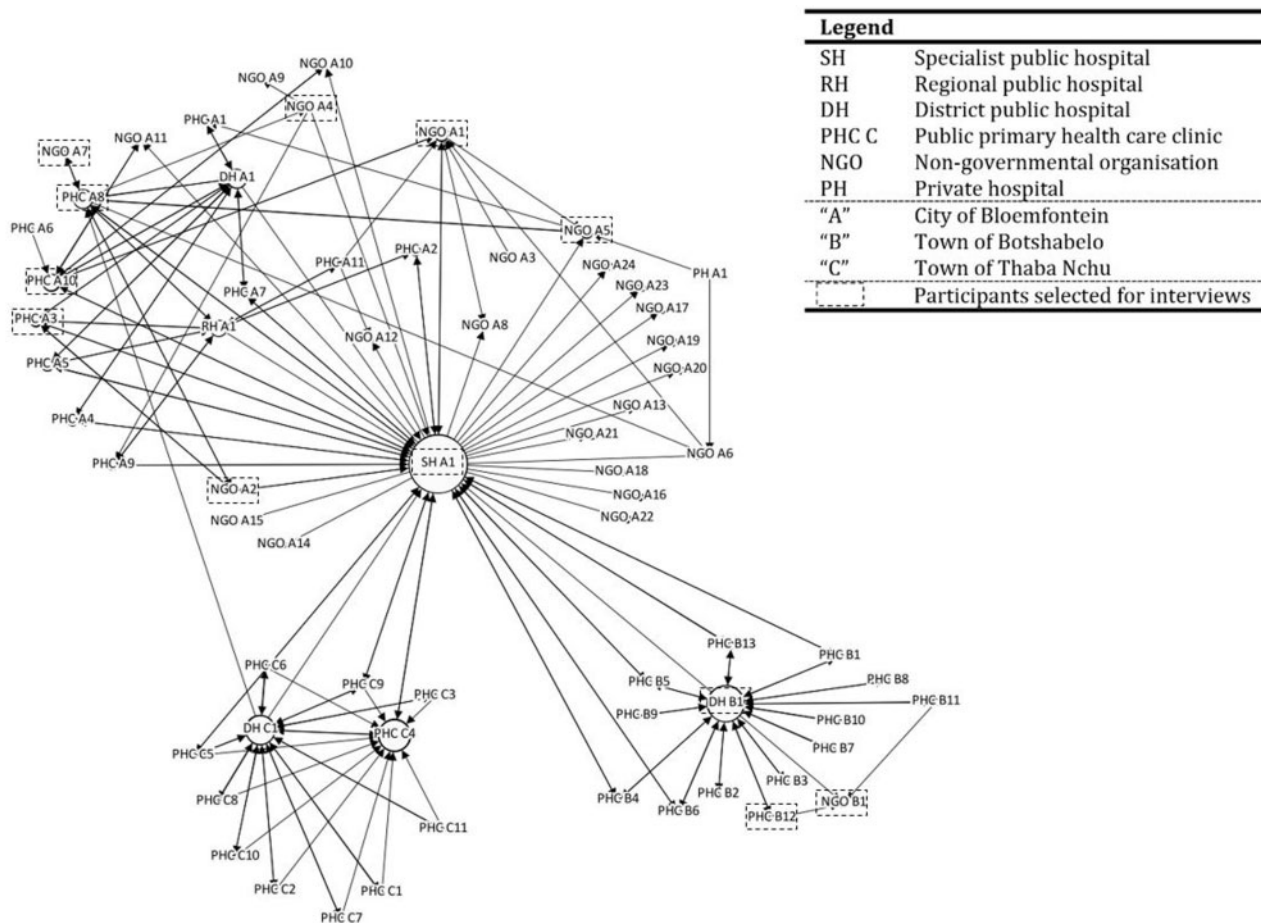 Legend
SH Specialist public hospital
RH Regional public hospital
DH District public hospital
PHC C Public primary health care clinic
NGO Non-governmental organisation
PH Private hospital
“A” City of Bloemfontein
“B” Town of Botshabelo
“C” Town of Thaba Nchu
Participants selected for interviews
NGO A10
NGO A9
NGO A4
PHC A1
NGO A1
NGO A11
NGO A7
DH A1
PHC A8
PHC A6
NGO A5
PHC A2
NGO A3
PHC A11
NGO A24
PH A1
PHC A10
PHC A7
NGO A23
NGO A17
PHC A3
RH A1
NGO A8
NGO A12
NGO A19
PHC A5
NGO A20
NGO A13
PHC A4
NGO A21
NGO A6
PHC A9
SH A1
NGO A18
NGO A2
NGO A16
NGO A15
NGO A22
NGO A14
PHC B13
PHC B1
PHC C6
PHC C9
PHC B5
PHC B8
PHC C3
DH B1
PHC B11
PHC B9
PHC B10
DH C1
PHC C4
PHC C5
PHC B7
PHC B3
PHC C8
PHC B4
PHC B2
NGO B1
PHC B6
PHC B12
PHC C11
PHC C10
PHC C2
PHC C1
PHC C7